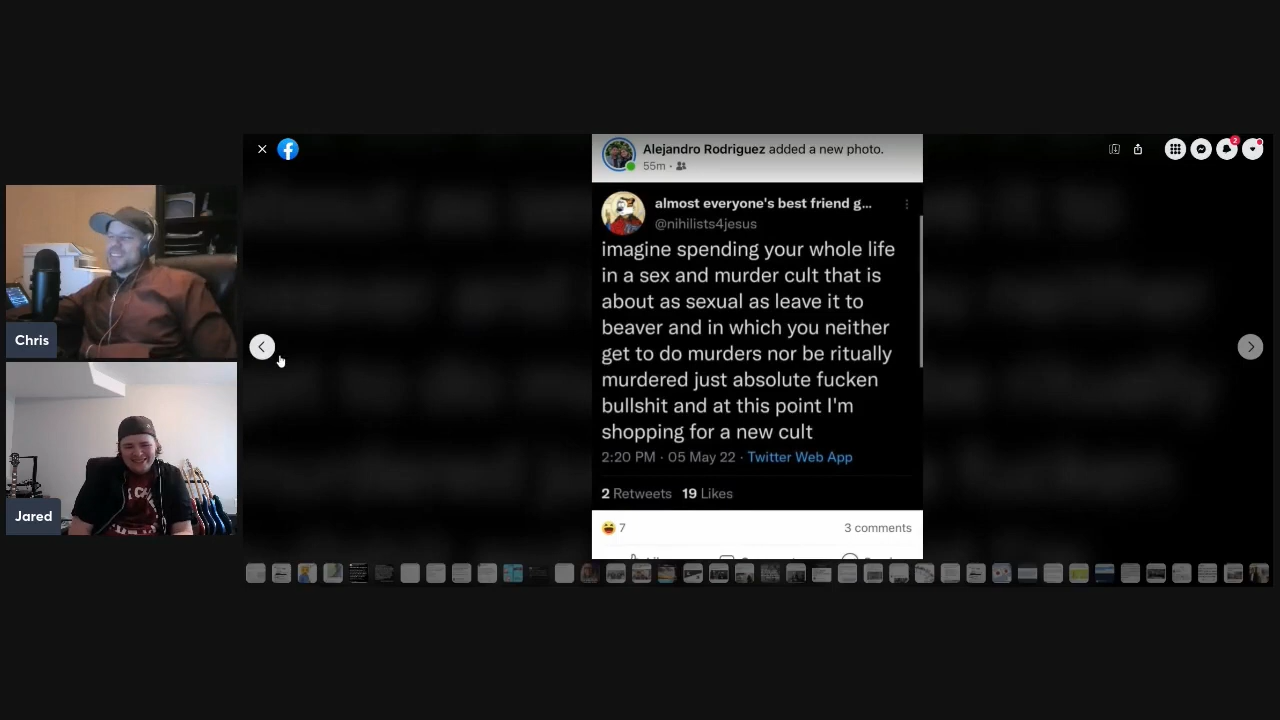 Alejandro Rodriguez added a new photo.
55m ·
almost everyone's best friend g...
@nihilists4jesus
imagine spending your whole life
in a sex and murder cult that is
about as sexual as leave it to
beaver and in which you neither
get to do murders nor be ritually
murdered just absolute fucken
bullshit and at this point I'm
shopping for a new cult
2:20 PM · 05 May 22 · Twitter Web App
2 Retweets 19 Likes
7
3 comments
2
Chris
Jared